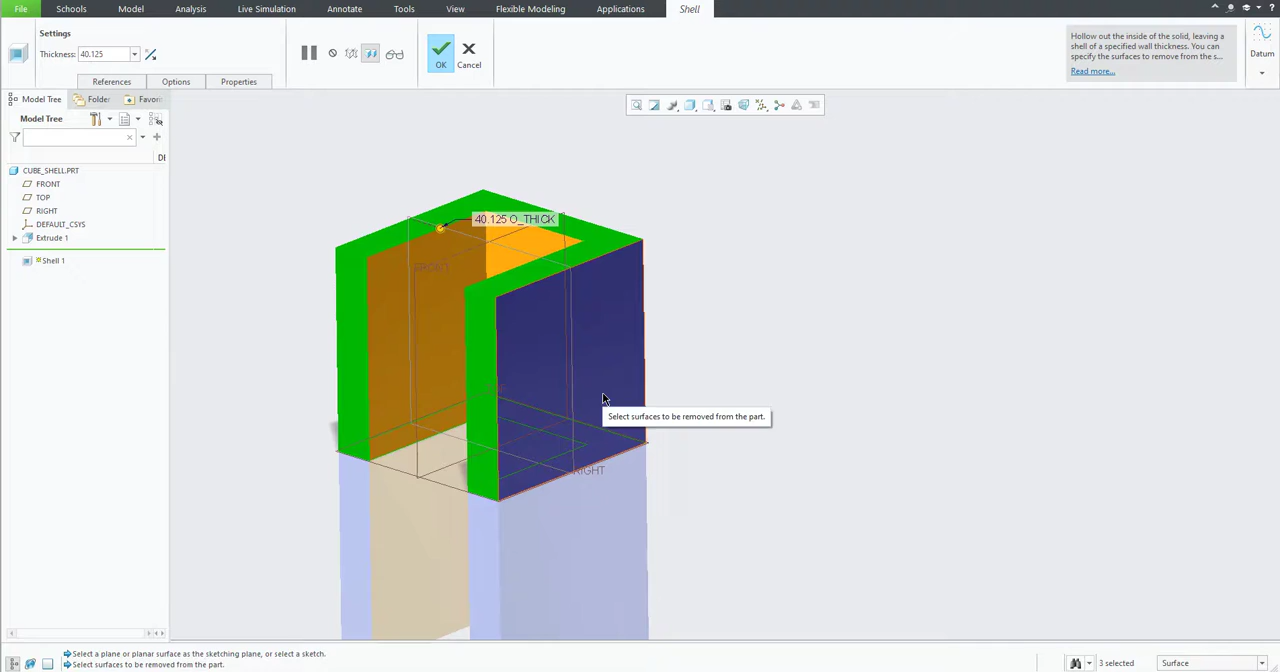 File Schools Model Analysis Live Simulation Annotate Tools View Flexible Modeling Applications Shell
Settings
Thickness: 40.125
OK
Cancel
Hollow out the inside of the solid, leaving a
shell of a specified wall thickness. You can
specify the surfaces to remove from the s...
Read more...
Datum
References Options Properties
Model Tree Folder Favori
Model Tree
DE
CUBE_SHELL.PRT
FRONT
TOP
RIGHT
DEFAULT_CSYS
Extrude 1
Shell 1
40.125 O_THICK
FRONT
Select surfaces to be removed from the part.
RIGHT
Select a plane or planar surface as the sketching plane, or select a sketch.
Select surfaces to be removed from the part.
3 selected
Surface